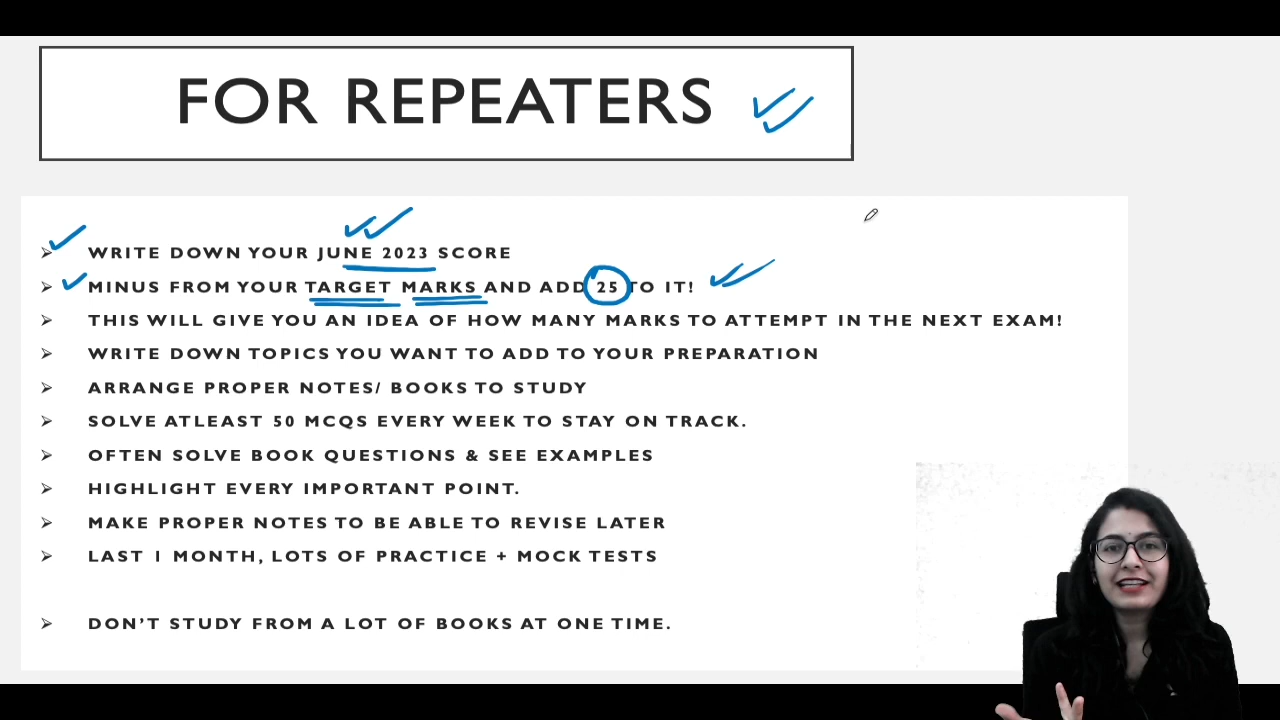 FOR REPEATERS
WRITE DOWN YOUR JUNE 2023 SCORE
MINUS FROM YOUR TARGET MARKS AND ADD 25 TO IT!
THIS WILL GIVE YOU AN IDEA OF HOW MANY MARKS TO ATTEMPT IN THE NEXT EXAM!
WRITE DOWN TOPICS YOU WANT TO ADD TO YOUR PREPARATION
ARRANGE PROPER NOTES/ BOOKS TO STUDY
SOLVE ATLEAST 50 MCQS EVERY WEEK TO STAY ON TRACK.
OFTEN SOLVE BOOK QUESTIONS & SEE EXAMPLES
HIGHLIGHT EVERY IMPORTANT POINT.
MAKE PROPER NOTES TO BE ABLE TO REVISE LATER
LAST 1 MONTH, LOTS OF PRACTICE + MOCK TESTS
DON'T STUDY FROM A LOT OF BOOKS AT ONE TIME.